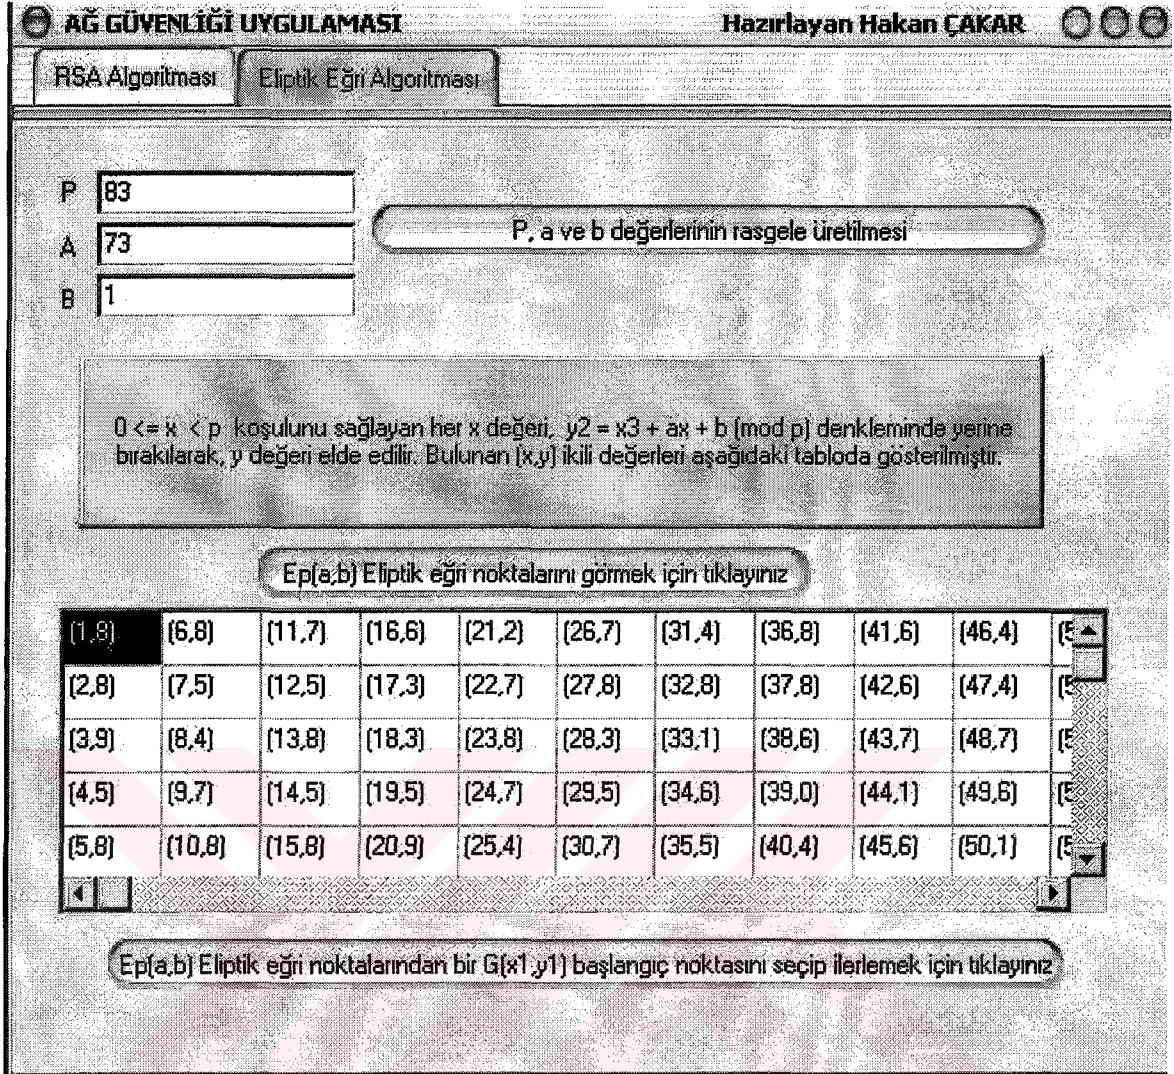 AĞ GÜVENLİĞİ UYGULAMASI Hazırlayan Hakan ÇAKAR
RSA Algoritması Eliptik Eğri Algoritması
P 83
P, a ve b değerlerinin rasgele üretilmesi
A 73
B 1
0 <= x < p koşulunu sağlayan her x değeri, y2 = x3 + ax + b (mod p) denkleminde yerine
bırakılarak, y değeri elde edilir. Bulunan (x,y) ikili değerleri aşağıdaki tabloda gösterilmiştir.
Ep(a,b) Eliptik eğri noktalarını görmek için tıklayınız
(1,8) (6,8) (11,7) (16,6) (21,2) (26,7) (31,4) (36,8) (41,6) (46,4) (5
(2,8) (7,5) (12,5) (17,3) (22,7) (27,8) (32,8) (37,8) (42,6) (47,4) (5
(3,9) (8,4) (13,8) (18,3) (23,8) (28,3) (33,1) (38,6) (43,7) (48,7) (5
(4,5) (9,7) (14,5) (19,5) (24,7) (29,5) (34,6) (39,0) (44,1) (49,6) (5
(5,8) (10,8) (15,8) (20,9) (25,4) (30,7) (35,5) (40,4) (45,6) (50,1) (5
Ep(a,b) Eliptik eğri noktalarından bir G(x1,y1) başlangıç noktasını seçip ilerlemek için tıklayınız